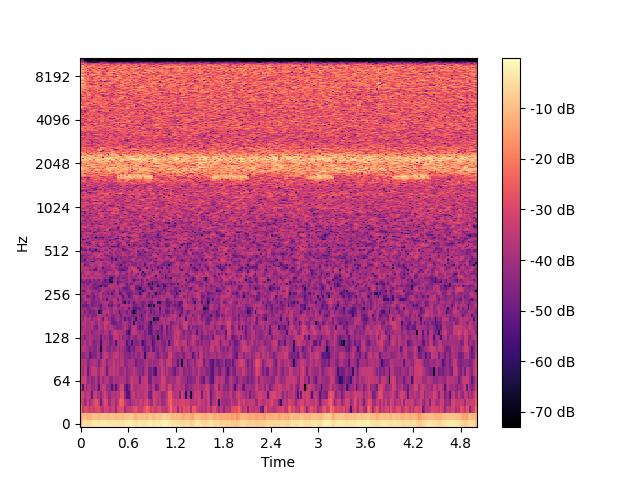 8192
4096
2048
1024
512
256
128
64
0
Hz
0 0.6 1.2 1.8 2.4 3 3.6 4.2 4.8
Time
-10 dB
-20 dB
-30 dB
-40 dB
-50 dB
-60 dB
-70 dB